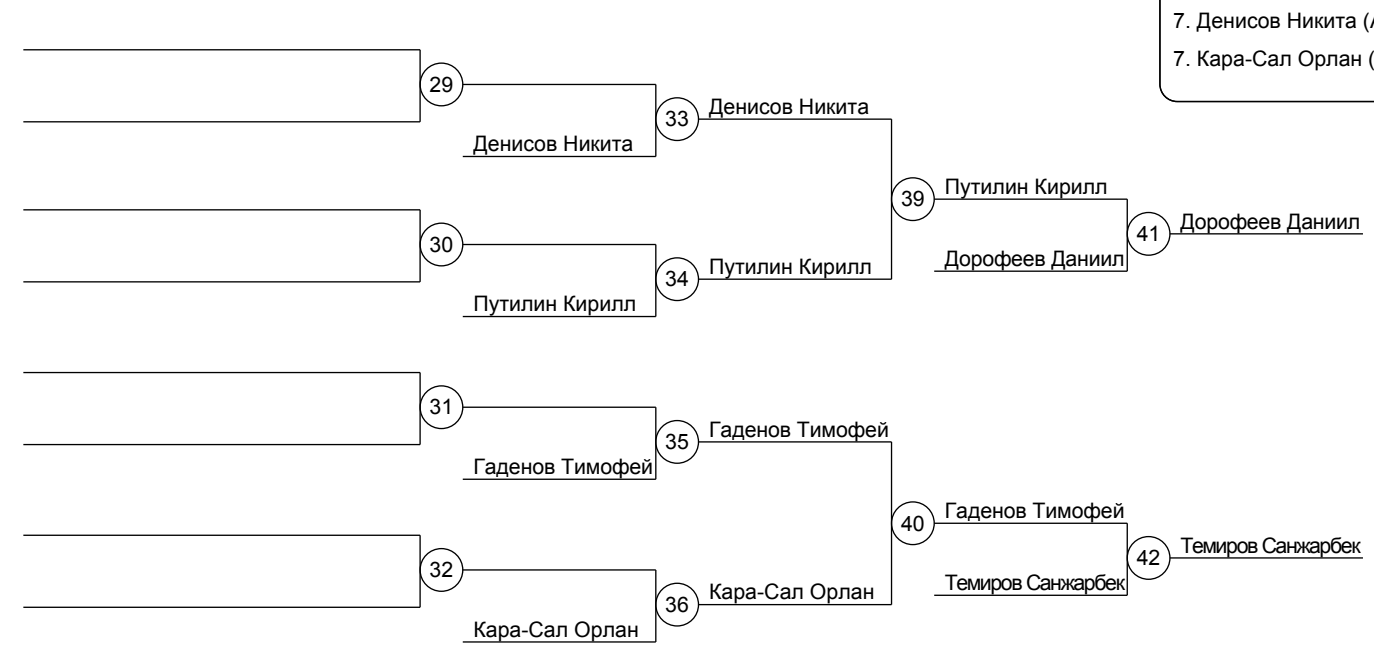 7. Денисов Никита (
7. Кара-Сал Орлан (
29
33
Денисов Никита
Денисов Никита
39
Путилин Кирилл
30
41
Дорофеев Даниил
34
Путилин Кирилл
Дорофеев Даниил
Путилин Кирилл
31
35
Гаденов Тимофей
Гаденов Тимофей
40
Гаденов Тимофей
32
42
Темиров Санжарбек
36
Кара-Сал Орлан
Темиров Санжарбек
Кара-Сал Орлан